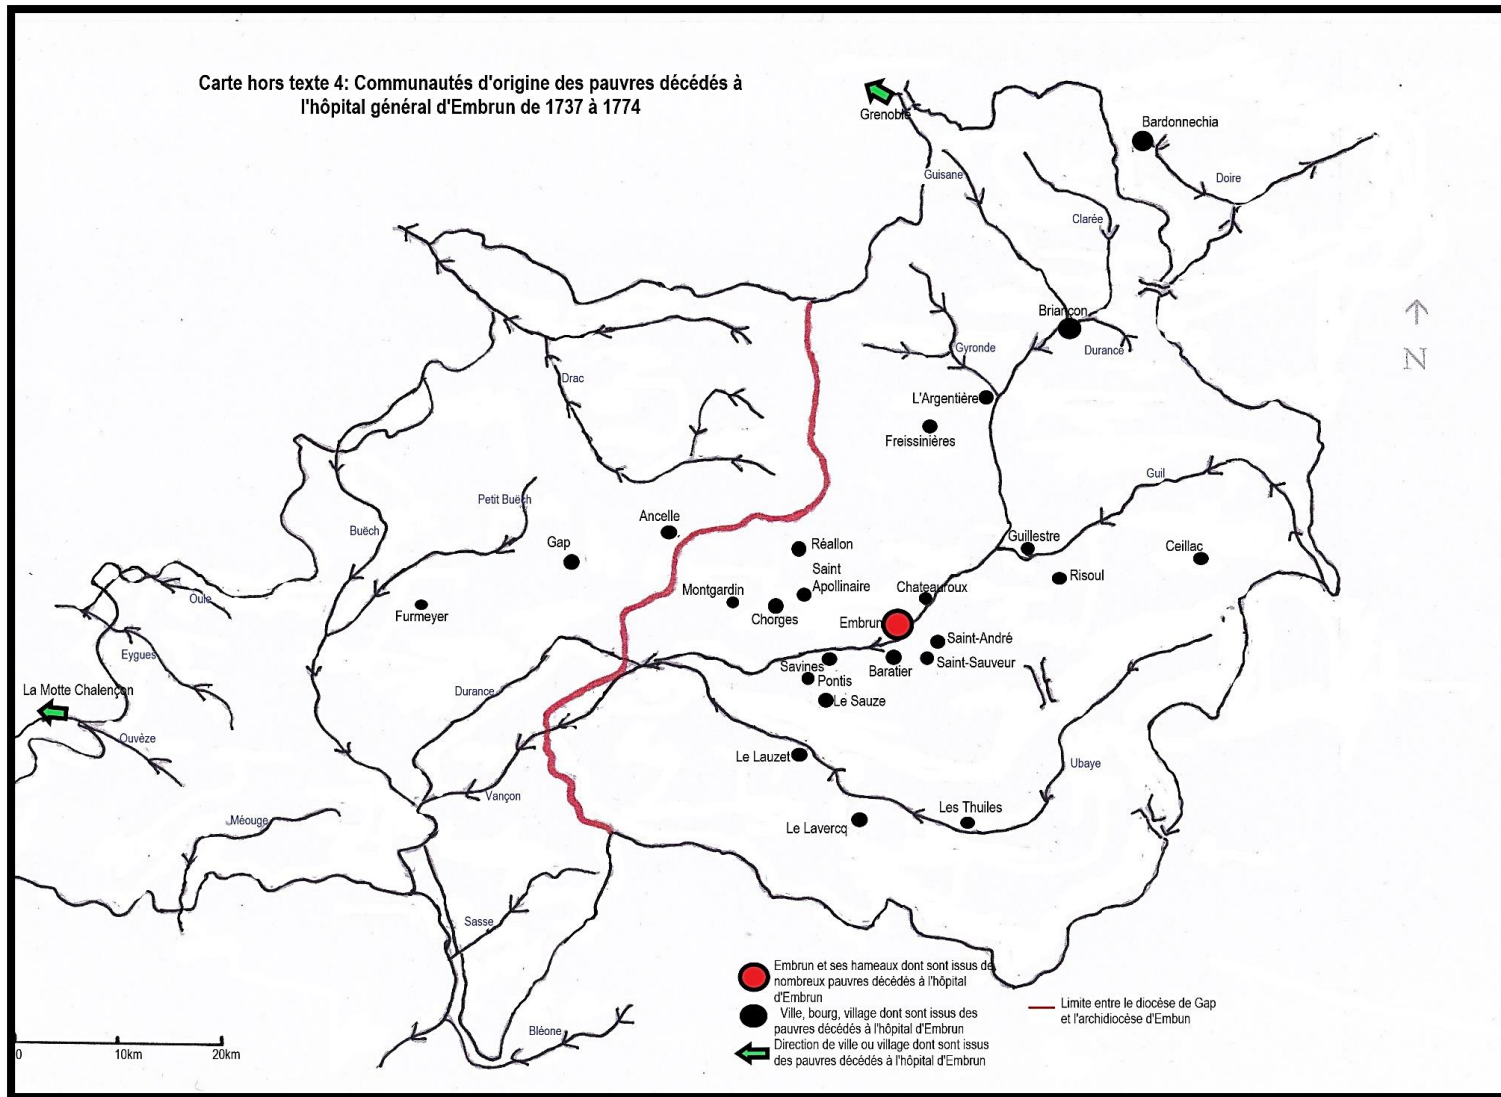 Carte hors texte 4: Communautés d'origine des pauvres décédés à
l'hôpital général d'Embrun de 1737 à 1774
Grenoble
Bardonnechia
Guisane
Doire
Clarée
Briançon
Gyronde
Durance
Drac
L'Argentière
Freissinières
Guil
Petit Buëch
Buëch
Ancelle
Gap
Réallon
Guillestre
Ceillac
Risoul
Saint
Apollinaire
Montgardin
Chateauroux
Oule
Furmeyer
Chorges
Embrun
Saint-André
Eygues
Savines
Baratier
Saint-Sauveur
Pontis
La Motte Chalençon
Durance
Le Sauze
Ouvèze
Le Lauzet
Ubaye
Vançon
Méouge
Les Thuiles
Le Lavercq
Sasse
Bléone
N
Embrun et ses hameaux dont sont issus de
nombreux pauvres décédés à l'hôpital
d'Embrun
Ville, bourg, village dont sont issus des
pauvres décédés à l'hôpital d'Embrun
Direction de ville ou village dont sont issus
des pauvres décédés à l'hôpital d'Embrun
Limite entre le diocèse de Gap
et l'archidiocèse d'Embun
0 10km 20km